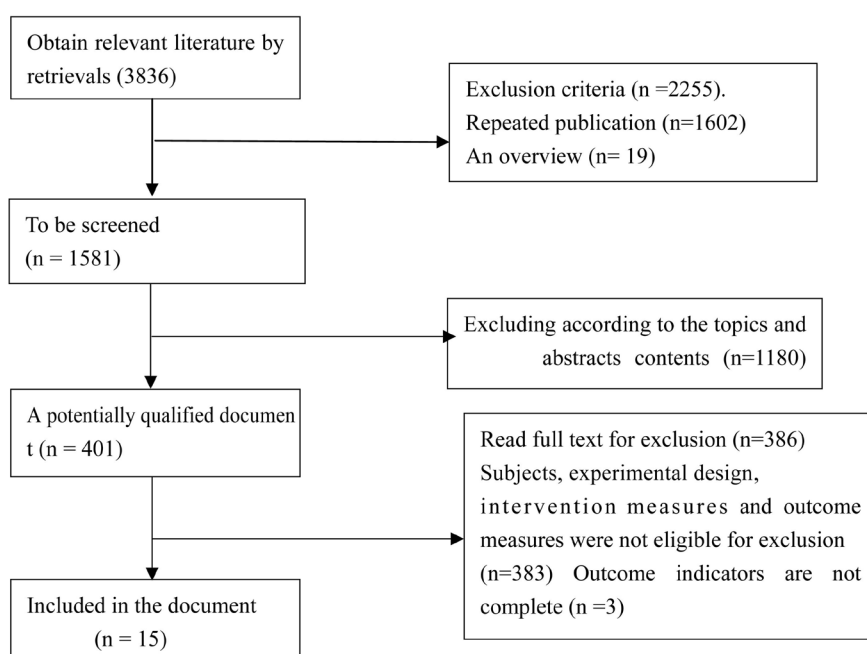 Obtain relevant literature by
retrievals (3836)
Exclusion criteria (n =2255).
Repeated publication (n=1602)
An overview (n= 19)
To be screened
(n = 1581)
Excluding according to the topics and
abstracts contents (n=1180)
A potentially qualified documen
t (n = 401)
Read full text for exclusion (n=386)
Subjects, experimental design,
intervention measures and outcome
measures were not eligible for exclusion
(n=383) Outcome indicators are not
complete (n =3)
Included in the document
(n = 15)